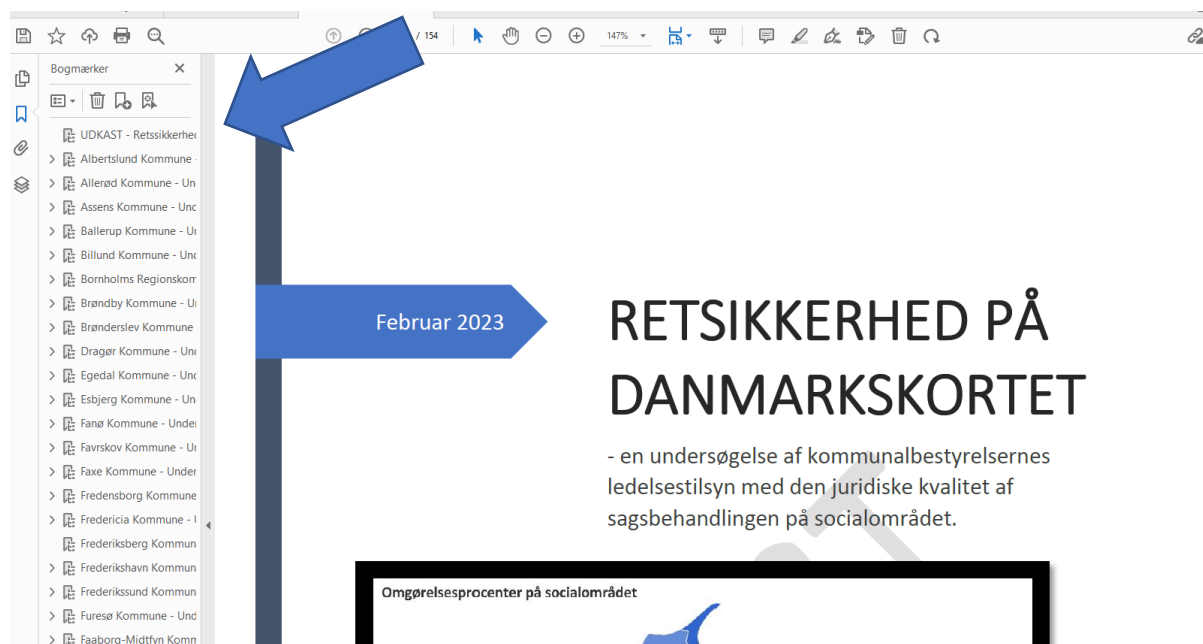 / 154
147%
Bogmærker
UDKAST - Retssikkerhed
Albertslund Kommune -
Allerød Kommune - Un
Assens Kommune - Und
Ballerup Kommune - Un
Billund Kommune - Und
Bornholms Regionskom
Brøndby Kommune - U
Brønderslev Kommune
Dragør Kommune - Und
Egedal Kommune - Und
Esbjerg Kommune - Un
Fanø Kommune - Under
Favrskov Kommune - Un
Faxe Kommune - Under
Fredensborg Kommune
Fredericia Kommune -
Frederiksberg Kommun
Frederikshavn Kommun
Frederikssund Kommun
Furesø Kommune - Und
Faaborg-Midtfyn Komm
Februar 2023
RETSIKKERHED PÅ
DANMARKSKORTET
- en undersøgelse af kommunalbestyrelsernes
ledelsestilsyn med den juridiske kvalitet af
sagsbehandlingen på socialområdet.
Omgørelsesprocenter på socialområdet